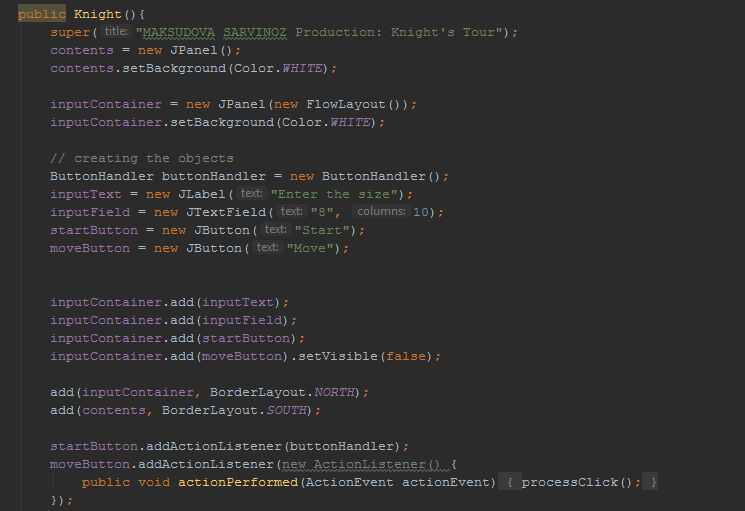 public Knight(){
super( title: "MAKSUDOVA SARVINOZ Production: Knight's Tour");
contents = new JPanel();
contents.setBackground(Color.WHITE);
inputContainer = new JPanel(new FlowLayout());
inputContainer.setBackground(Color.WHITE);
// creating the objects
ButtonHandler buttonHandler = new ButtonHandler();
inputText = new JLabel( text: "Enter the size");
inputField = new JTextField( text: "8", columns: 10);
startButton = new JButton( text: "Start");
moveButton = new JButton( text: "Move");
inputContainer.add(inputText);
inputContainer.add(inputField);
inputContainer.add(startButton);
inputContainer.add(moveButton).setVisible(false);
add(inputContainer, BorderLayout.NORTH);
add(contents, BorderLayout.SOUTH);
startButton.addActionListener(buttonHandler);
moveButton.addActionListener(new ActionListener() {
public void actionPerformed(ActionEvent actionEvent) { processClick(); }
});